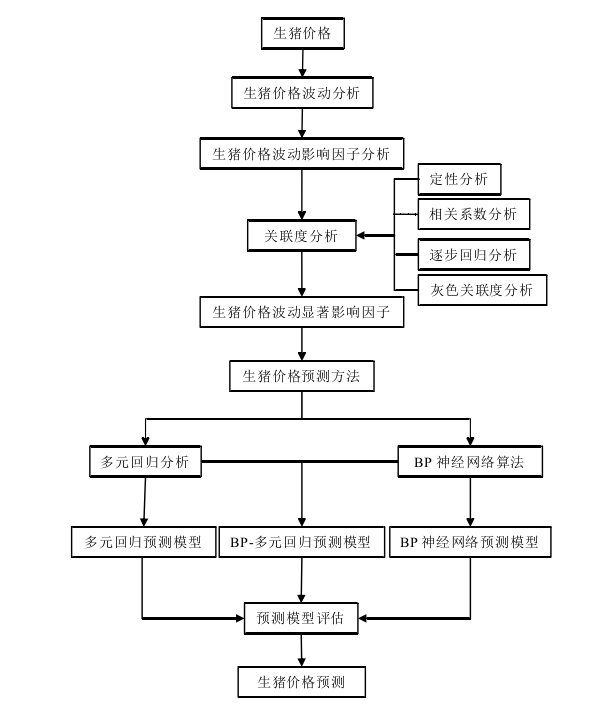 生猪价格
生猪价格波动分析
生猪价格波动影响因子分析
定性分析
相关系数分析
关联度分析
逐步回归分析
灰色关联度分析
生猪价格波动显著影响因子
生猪价格预测方法
多元回归分析
BP 神经网络算法
多元回归预测模型
BP-多元回归预测模型
BP 神经网络预测模型
预测模型评估
生猪价格预测